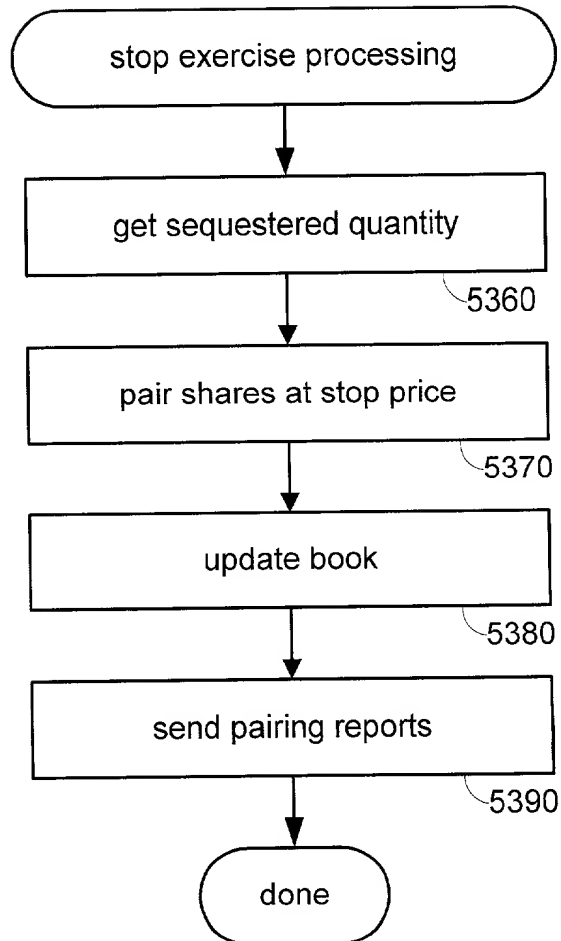 stop exercise processing
get sequestered quantity
5360
pair shares at stop price
5370
update book
5380
send pairing reports
5390
done